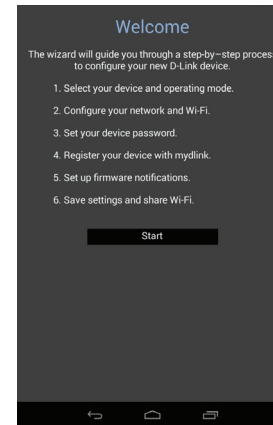 Welcome
The wizard will guide you through a step-by-step process
to configure your new D-Link device.
1. Select your device and operating mode.
2. Configure your network and Wi-Fi.
3. Set your device password.
4. Register your device with mydlink.
5. Set up firmware notifications.
6. Save settings and share Wi-Fi.
Start